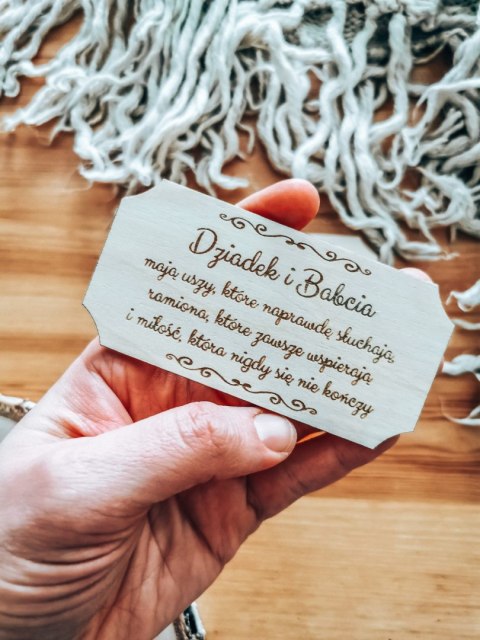 Dziadek i Babcia
mają uszy, które naprawdę słuchają,
ramiona, które zawsze wspierają
i miłość, która nigdy się nie kończy